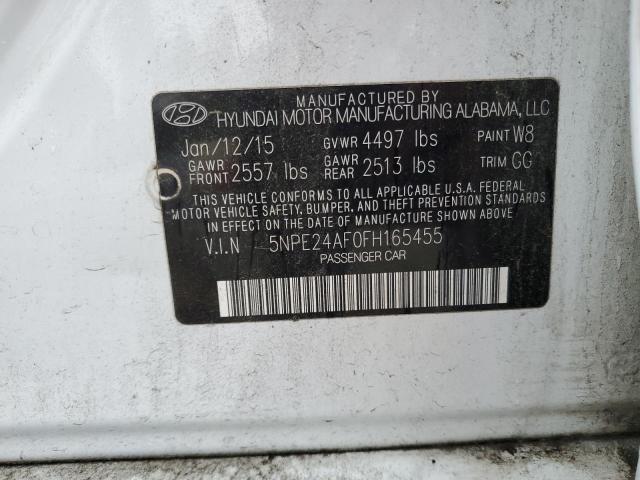 MANUFACTURED BY
HYUNDAI MOTOR MANUFACTURING ALABAMA, LLC
Jan/12/15 GVWR 4497 lbs PAINT W8
GAWR FRONT 2557 lbs GAWR REAR 2513 lbs TRIM CG
THIS VEHICLE CONFORMS TO ALL APPLICABLE U.S.A. FEDERAL
MOTOR VEHICLE SAFETY, BUMPER, AND THEFT PREVENTION STANDARDS
IN EFFECT ON THE DATE OF MANUFACTURE SHOWN ABOVE.
V.I.N 5NPE24AF0FH165455
PASSENGER CAR